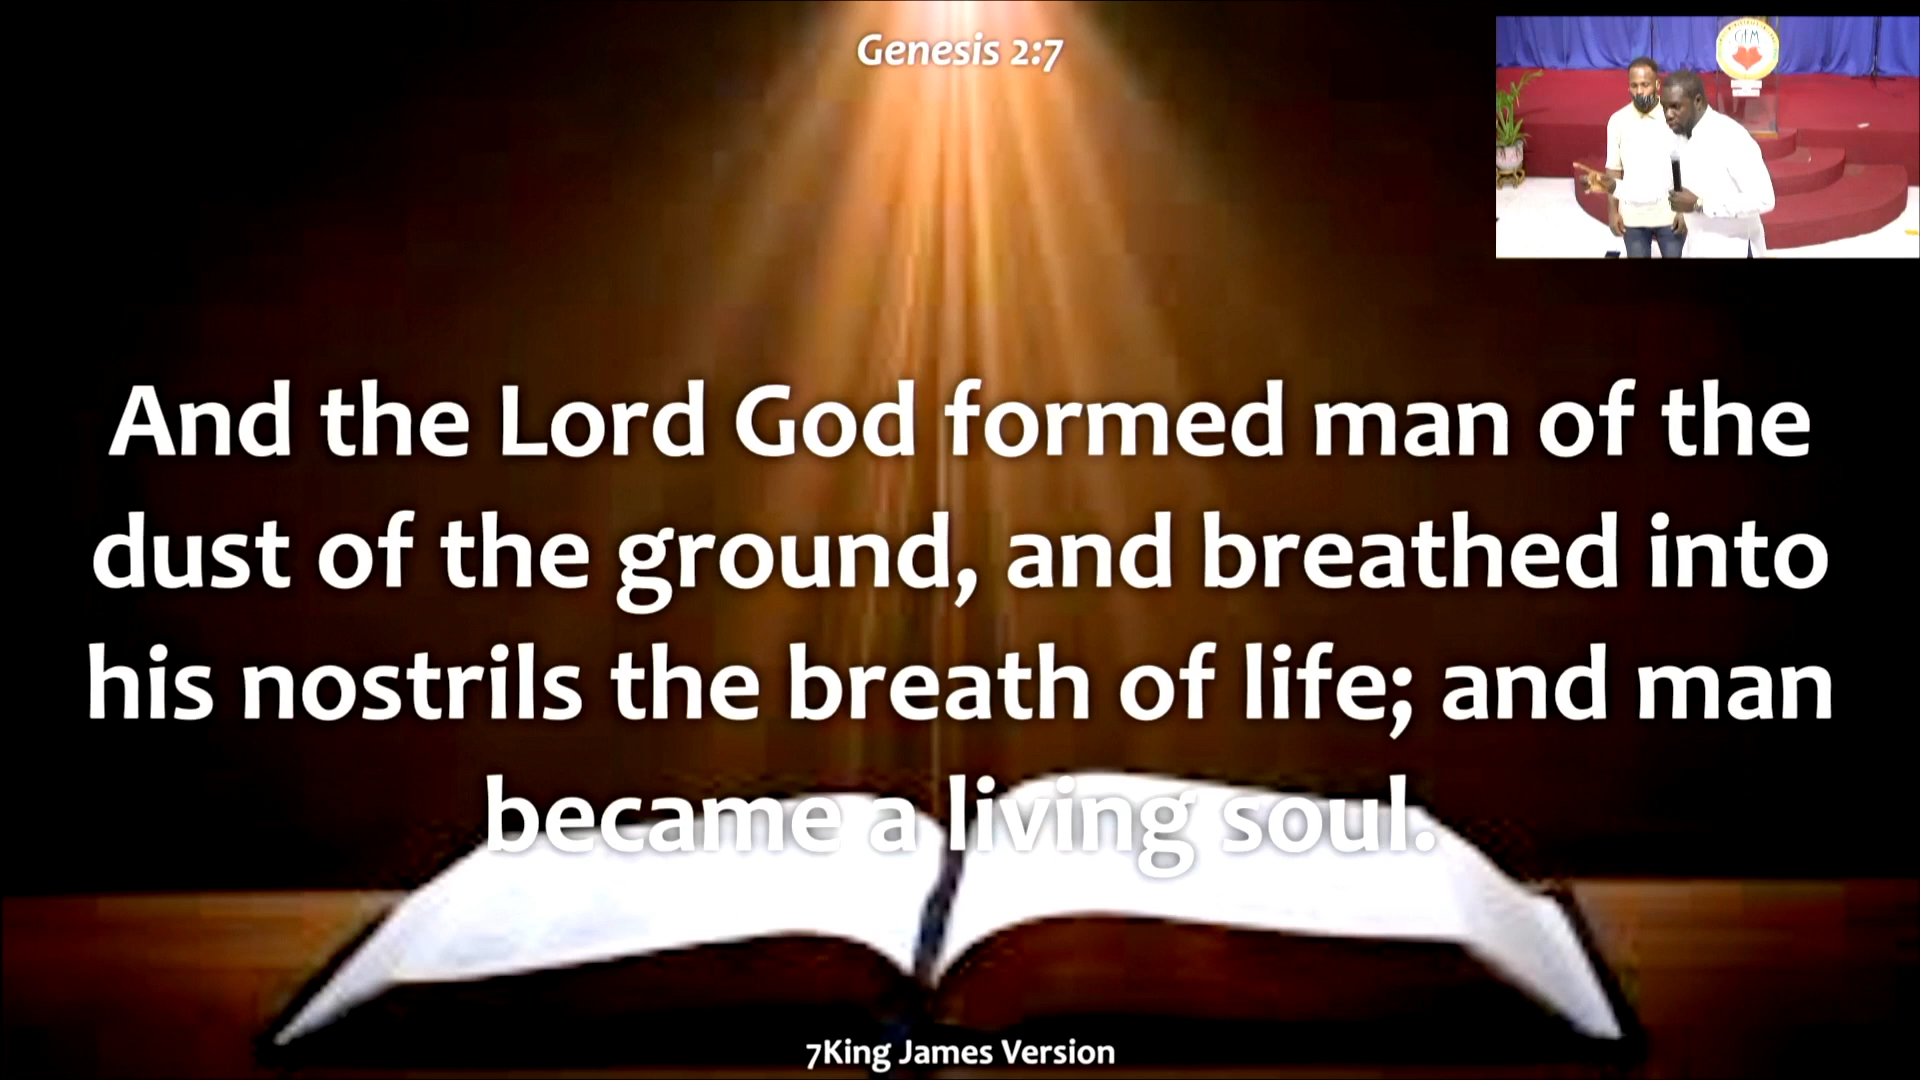 Genesis 2:7
GFM
And the Lord God formed man of the
dust of the ground, and breathed into
his nostrils the breath of life; and man
became a living soul.
7King James Version